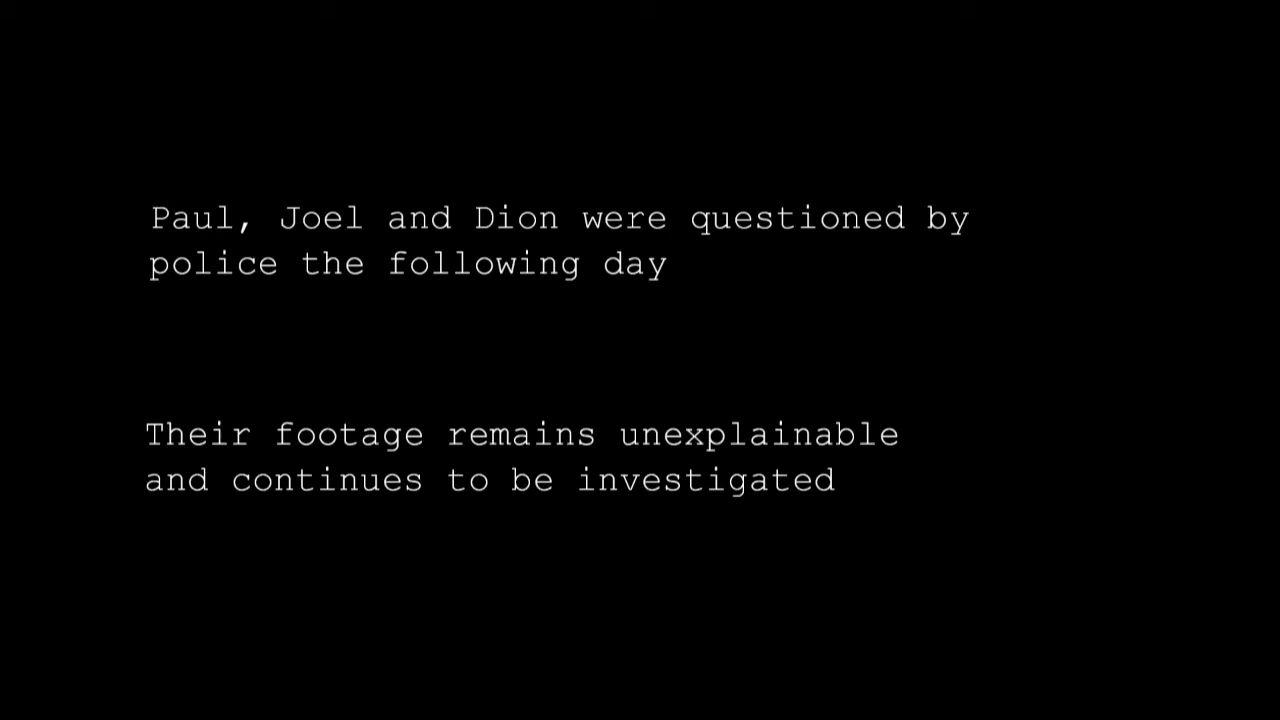 Paul, Joel and Dion were questioned by
police the following day
Their footage remains unexplainable
and continues to be investigated